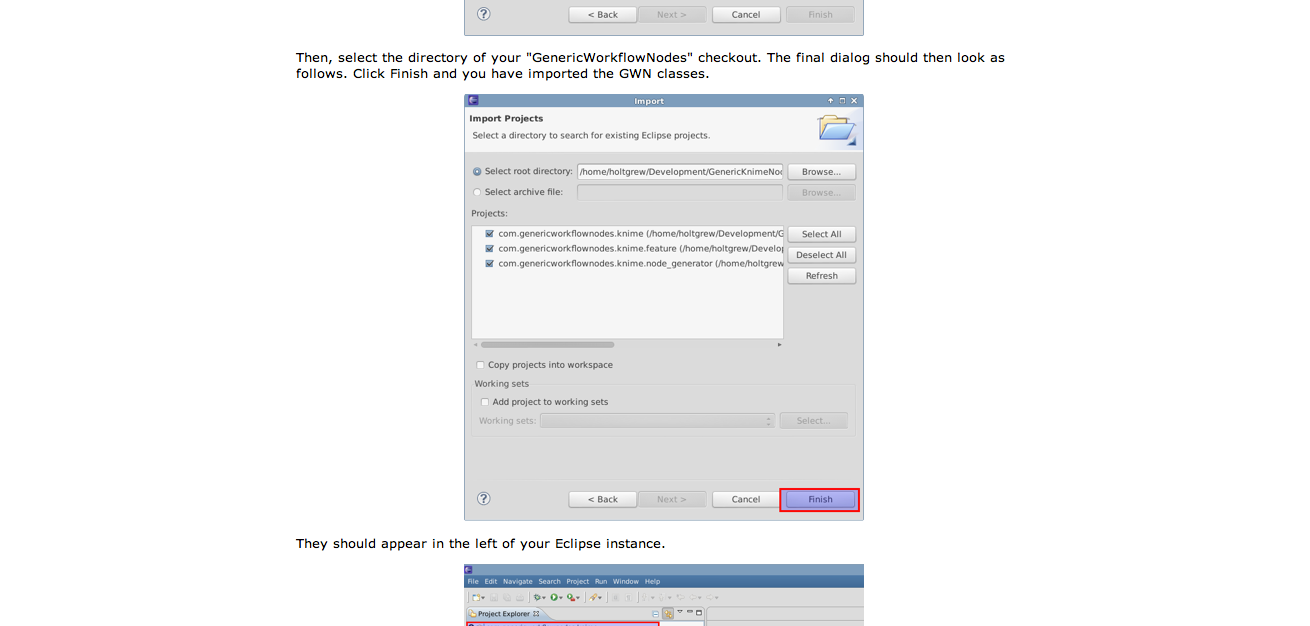 < Back Next > Cancel Finish
Then, select the directory of your "GenericWorkflowNodes" checkout. The final dialog should then look as
follows. Click Finish and you have imported the GWN classes.
Import
Import Projects
Select a directory to search for existing Eclipse projects.
Select root directory: /home/holtgrew/Development/GenericKnimeNo Browse...
Select archive file: Browse...
Projects:
com.genericworkflownodes.knime (/home/holtgrew/Development/G Select All
com.genericworkflownodes.knime.feature (/home/holtgrew/Develop Deselect All
com.genericworkflownodes.knime.node_generator (/home/holtgrew Refresh
Copy projects into workspace
Working sets
Add project to working sets
Working sets: Select...
< Back Next > Cancel Finish
They should appear in the left of your Eclipse instance.
File Edit Navigate Search Project Run Window Help
Project Explorer